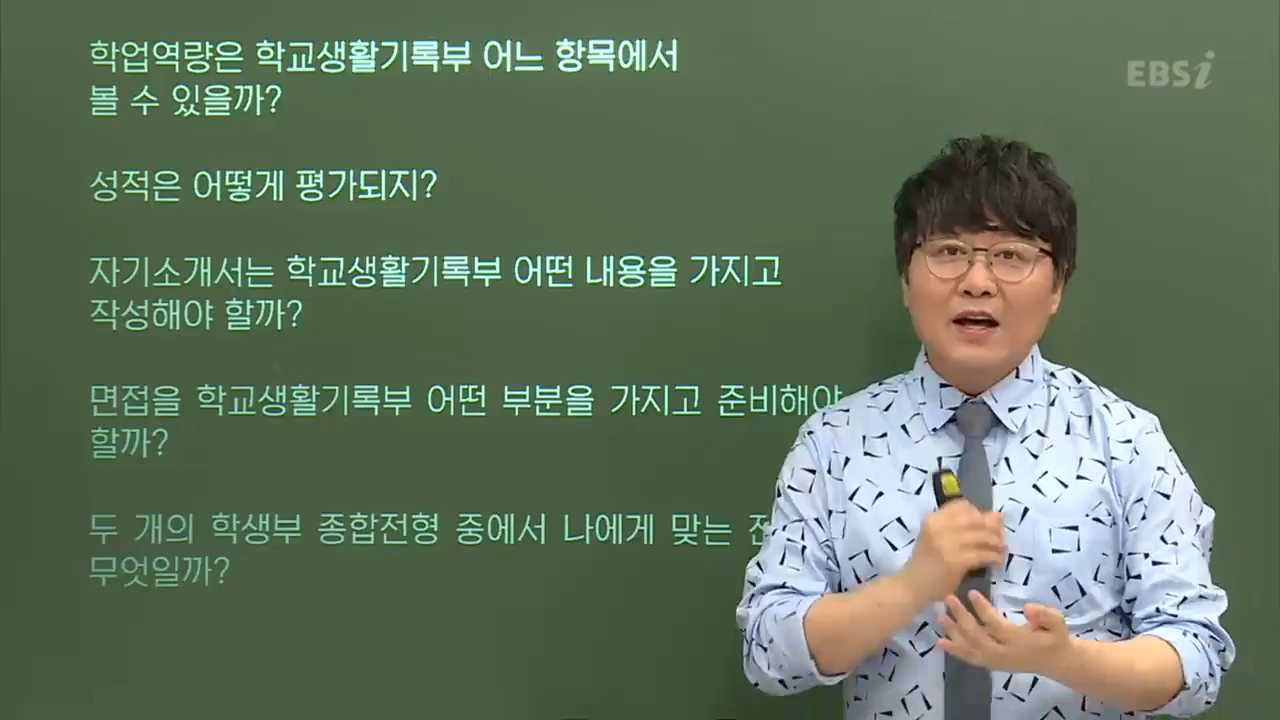 학업역량은 학교생활기록부 어느 항목에서
볼 수 있을까?
EBSi
성적은 어떻게 평가되지?
자기소개서는 학교생활기록부 어떤 내용을 가지고
작성해야 할까?
면접을 학교생활기록부 어떤 부분을 가지고 준비해야
할까?
두 개의 학생부 종합전형 중에서 나에게 맞는
무엇일까?